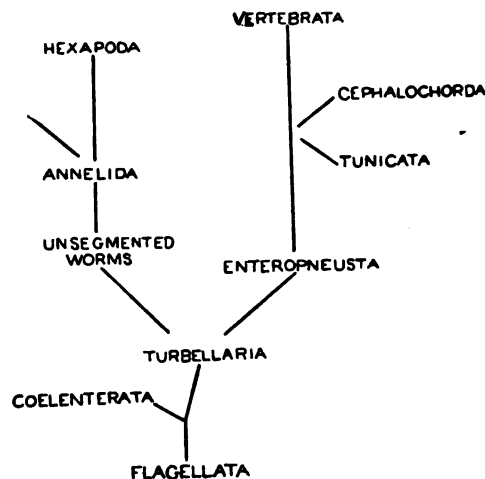 VERTEBRATA
HEXAPODA
CEPHALOCHORDA
TUNICATA
ANNELIDA
UNSEGMENTED
WORMS
ENTEROPNEUSTA
TURBELLARIA
COELENTERATA
FLAGELLATA